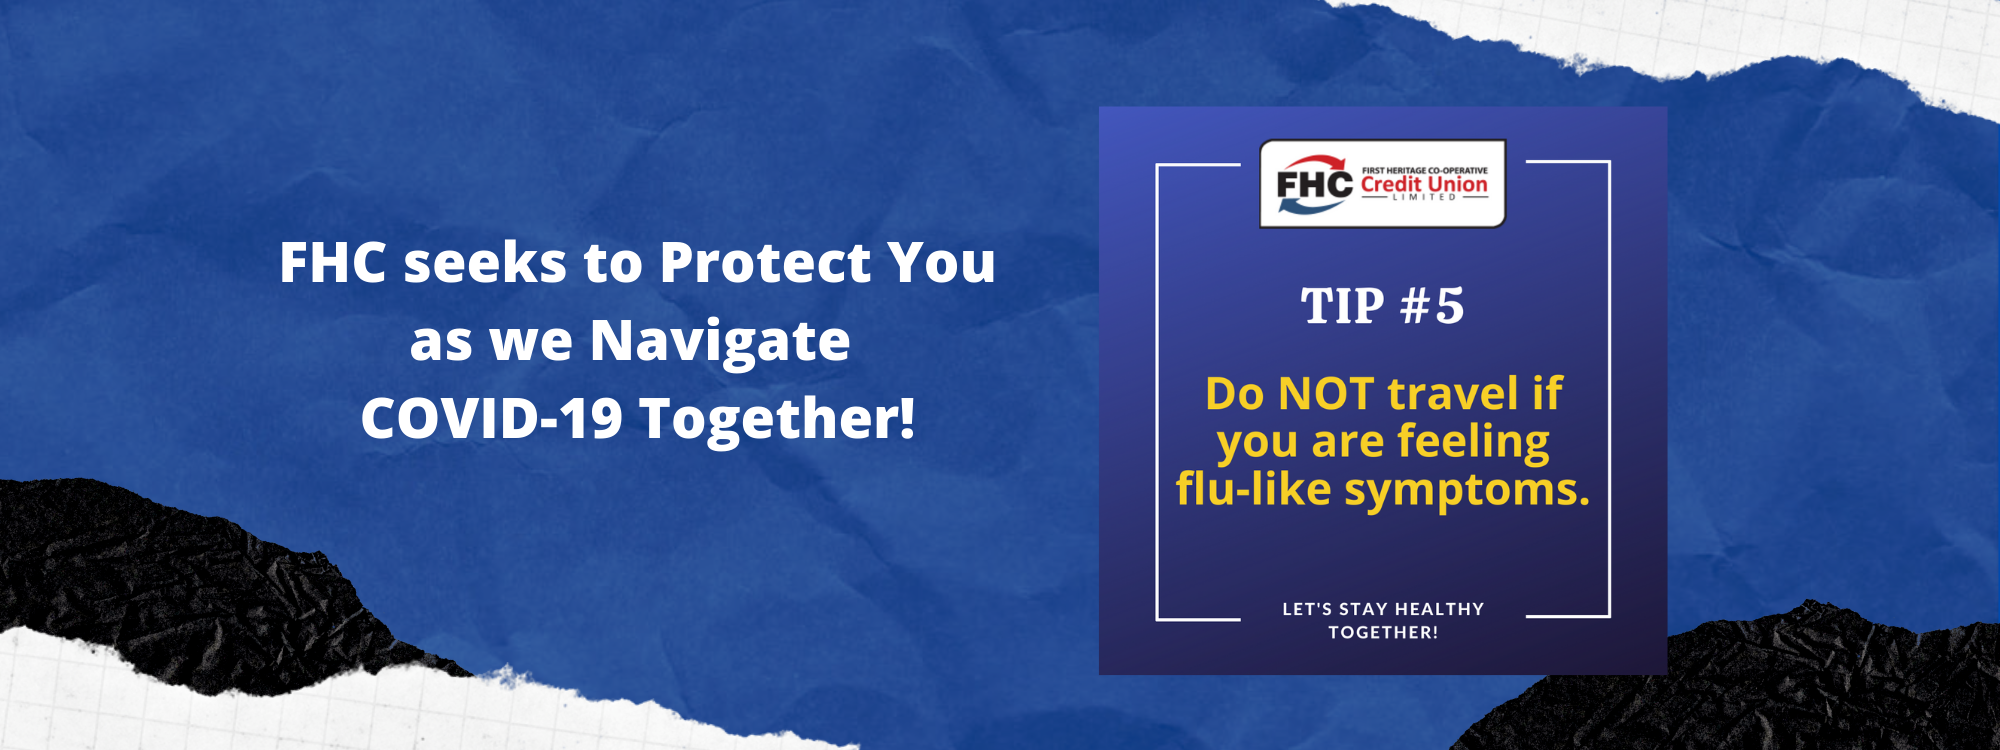 FHC seeks to Protect You
as we Navigate
COVID-19 Together!
FHC
FIRST HERITAGE CO-OPERATIVE
Credit Union
LIMITED
TIP #5
Do NOT travel if
you are feeling
flu-like symptoms.
LET'S STAY HEALTHY
TOGETHER!